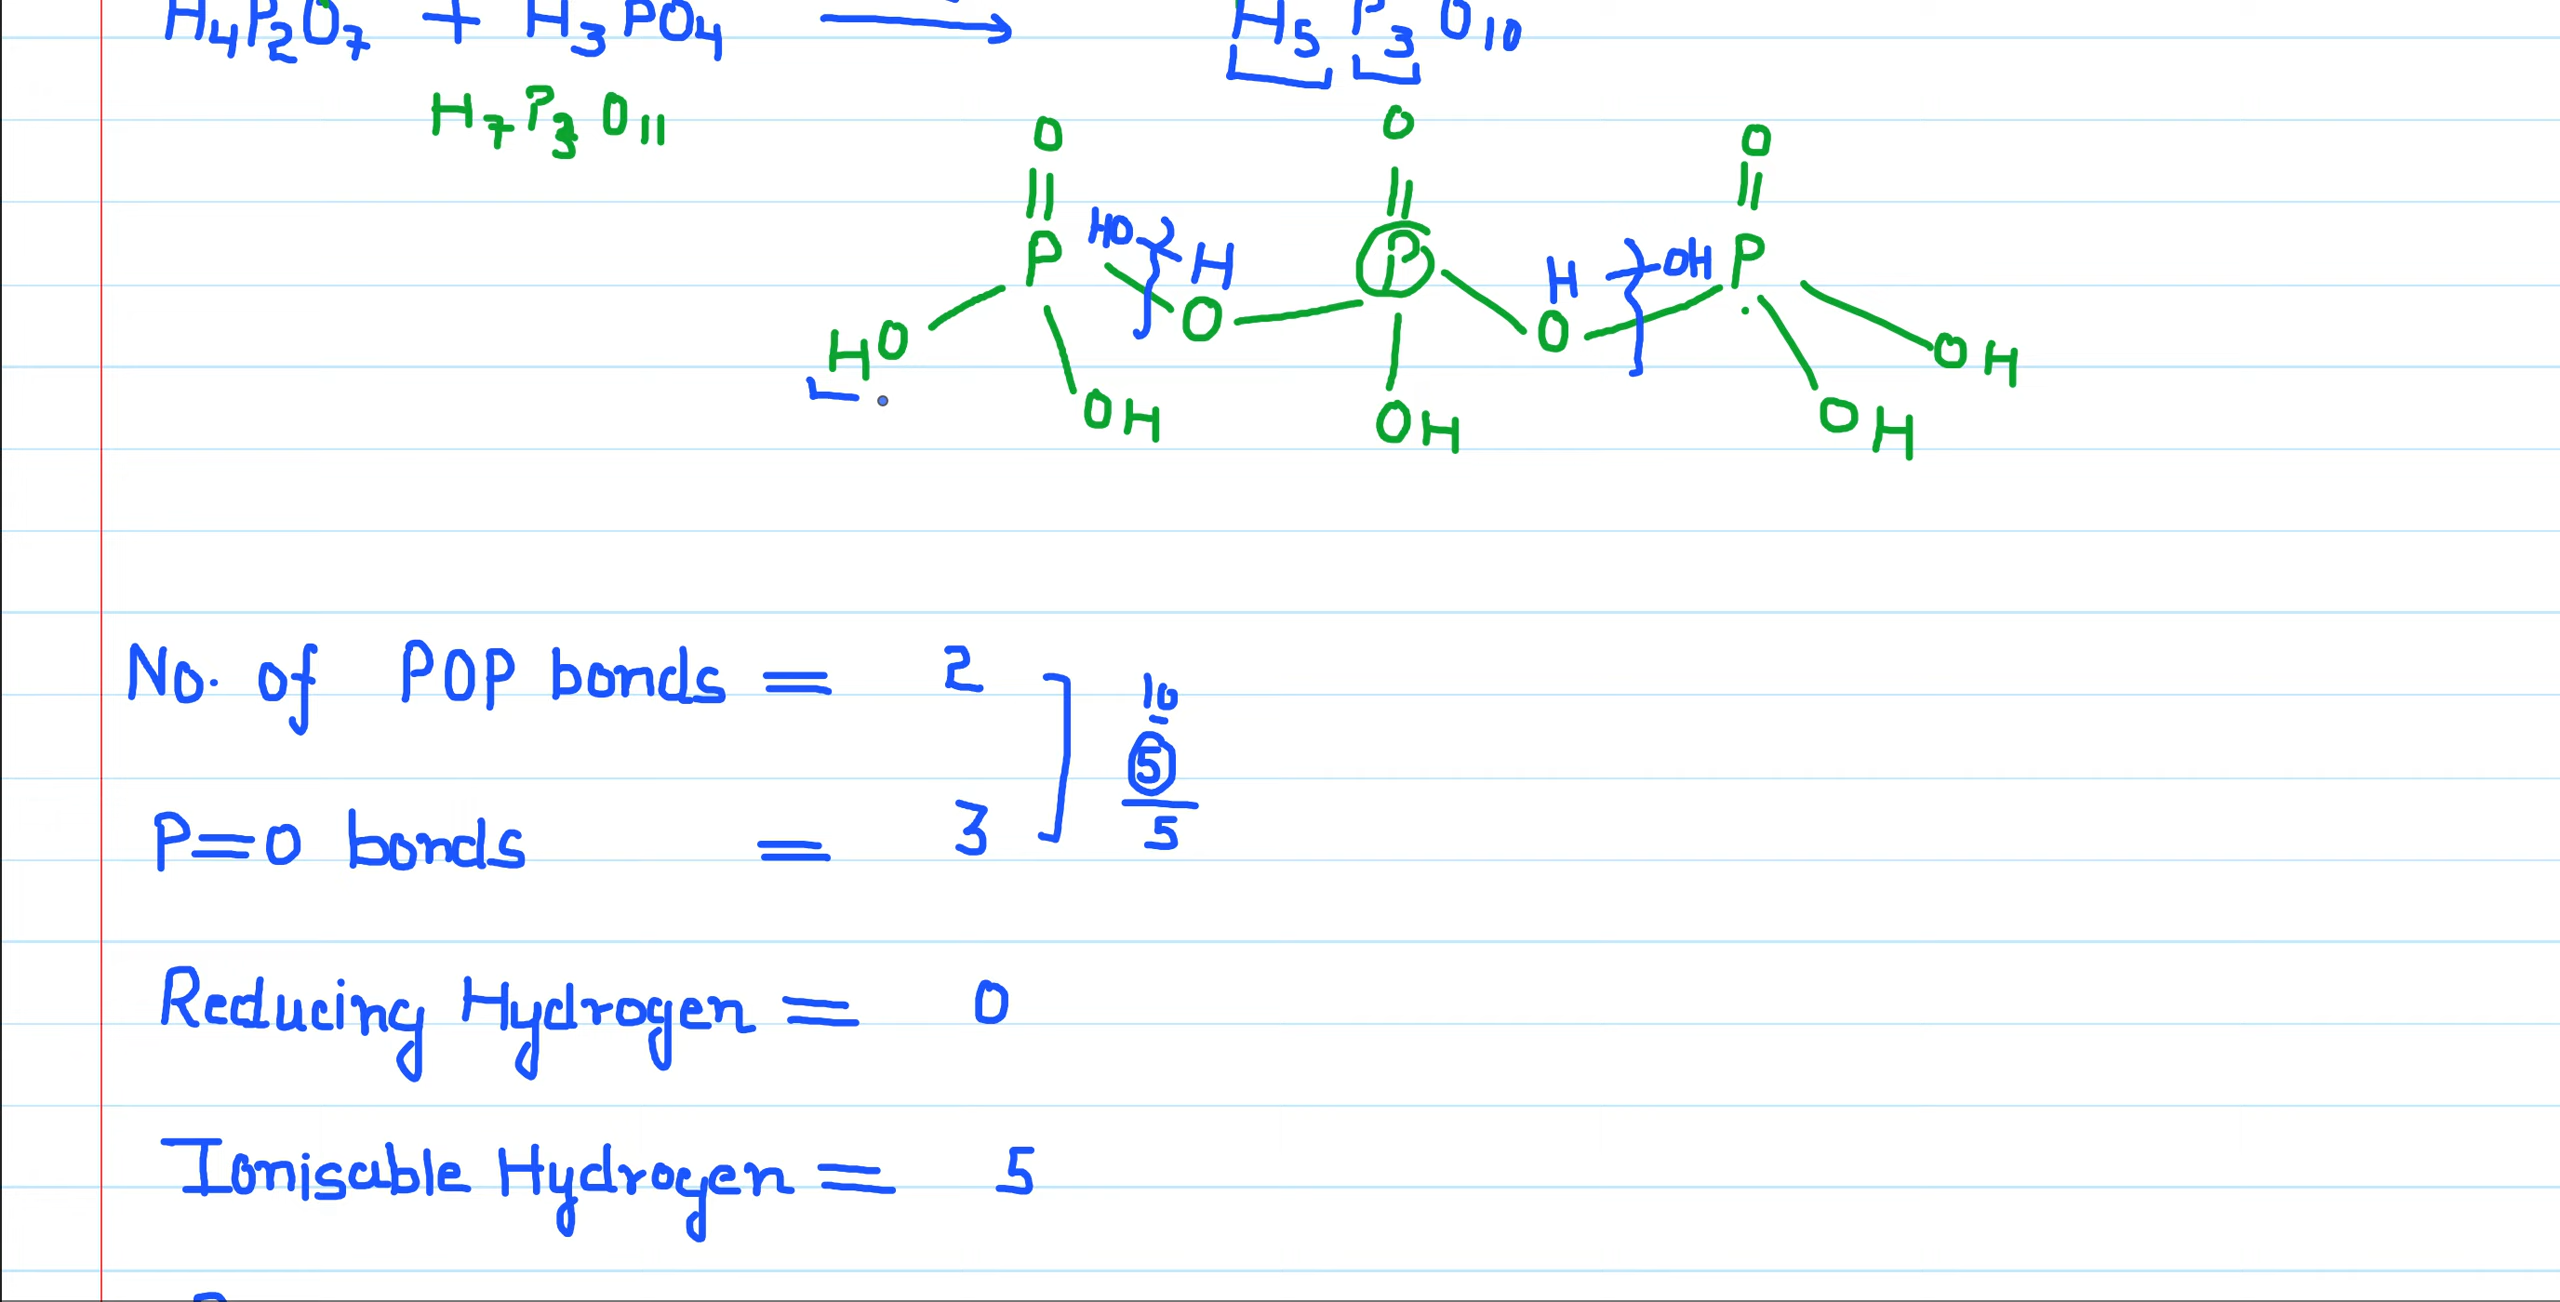 H4P2O7 + H3PO4 ⟶ H5P3O10
H7P3O11
O O O
|| || ||
P HO H P H OH P
HO O O OH
OH OH OH
No. of POP bonds = 2
10
5
P=O bonds = 3
5
Reducing Hydrogen = 0
Ionisable Hydrogen = 5